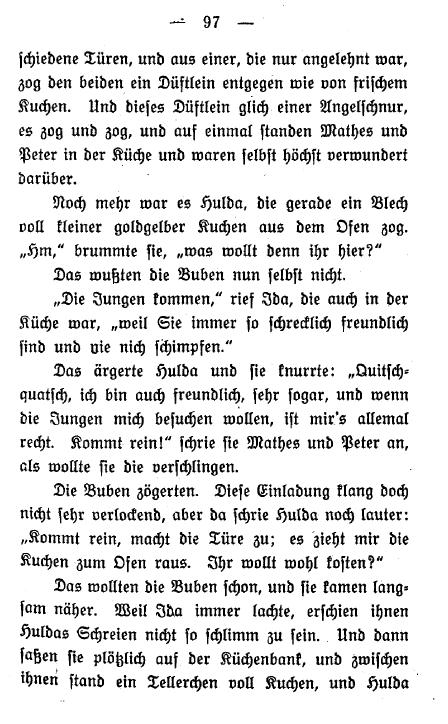 — 97 —
schiedene Türen, und aus einer, die nur angelehnt war,
zog den beiden ein Düftlein entgegen wie von frischem
Kuchen. Und dieses Düftlein glich einer Angelschnur,
es zog und zog, und auf einmal standen Mathes und
Peter in der Küche und waren selbst höchst verwundert
darüber.
Noch mehr war es Hulda, die gerade ein Blech
voll kleiner goldgelber Kuchen aus dem Ofen zog.
„Hm,“ brummte sie, „was wollt denn ihr hier?“
Das wußten die Buben nun selbst nicht.
„Die Jungen kommen,“ rief Ida, die auch in der
Küche war, „weil Sie immer so schrecklich freundlich
sind und nie nich schimpfen.“
Das ärgerte Hulda und sie knurrte: „Quitsch-
quatsch, ich bin auch freundlich, sehr sogar, und wenn
die Jungen mich besuchen wollen, ist mir's allemal
recht. Kommt rein!“ schrie sie Mathes und Peter an,
als wollte sie die verschlingen.
Die Buben zögerten. Diese Einladung klang doch
nicht sehr verlockend, aber da schrie Hulda noch lauter:
„Kommt rein, macht die Türe zu; es zieht mir die
Kuchen zum Ofen raus. Ihr wollt wohl kosten?“
Das wollten die Buben schon, und sie kamen lang-
sam näher. Weil Ida immer lachte, erschien ihnen
Huldas Schreien nicht so schlimm zu sein. Und dann
saßen sie plötzlich auf der Küchenbank, und zwischen
ihnen stand ein Tellerchen voll Kuchen, und Hulda